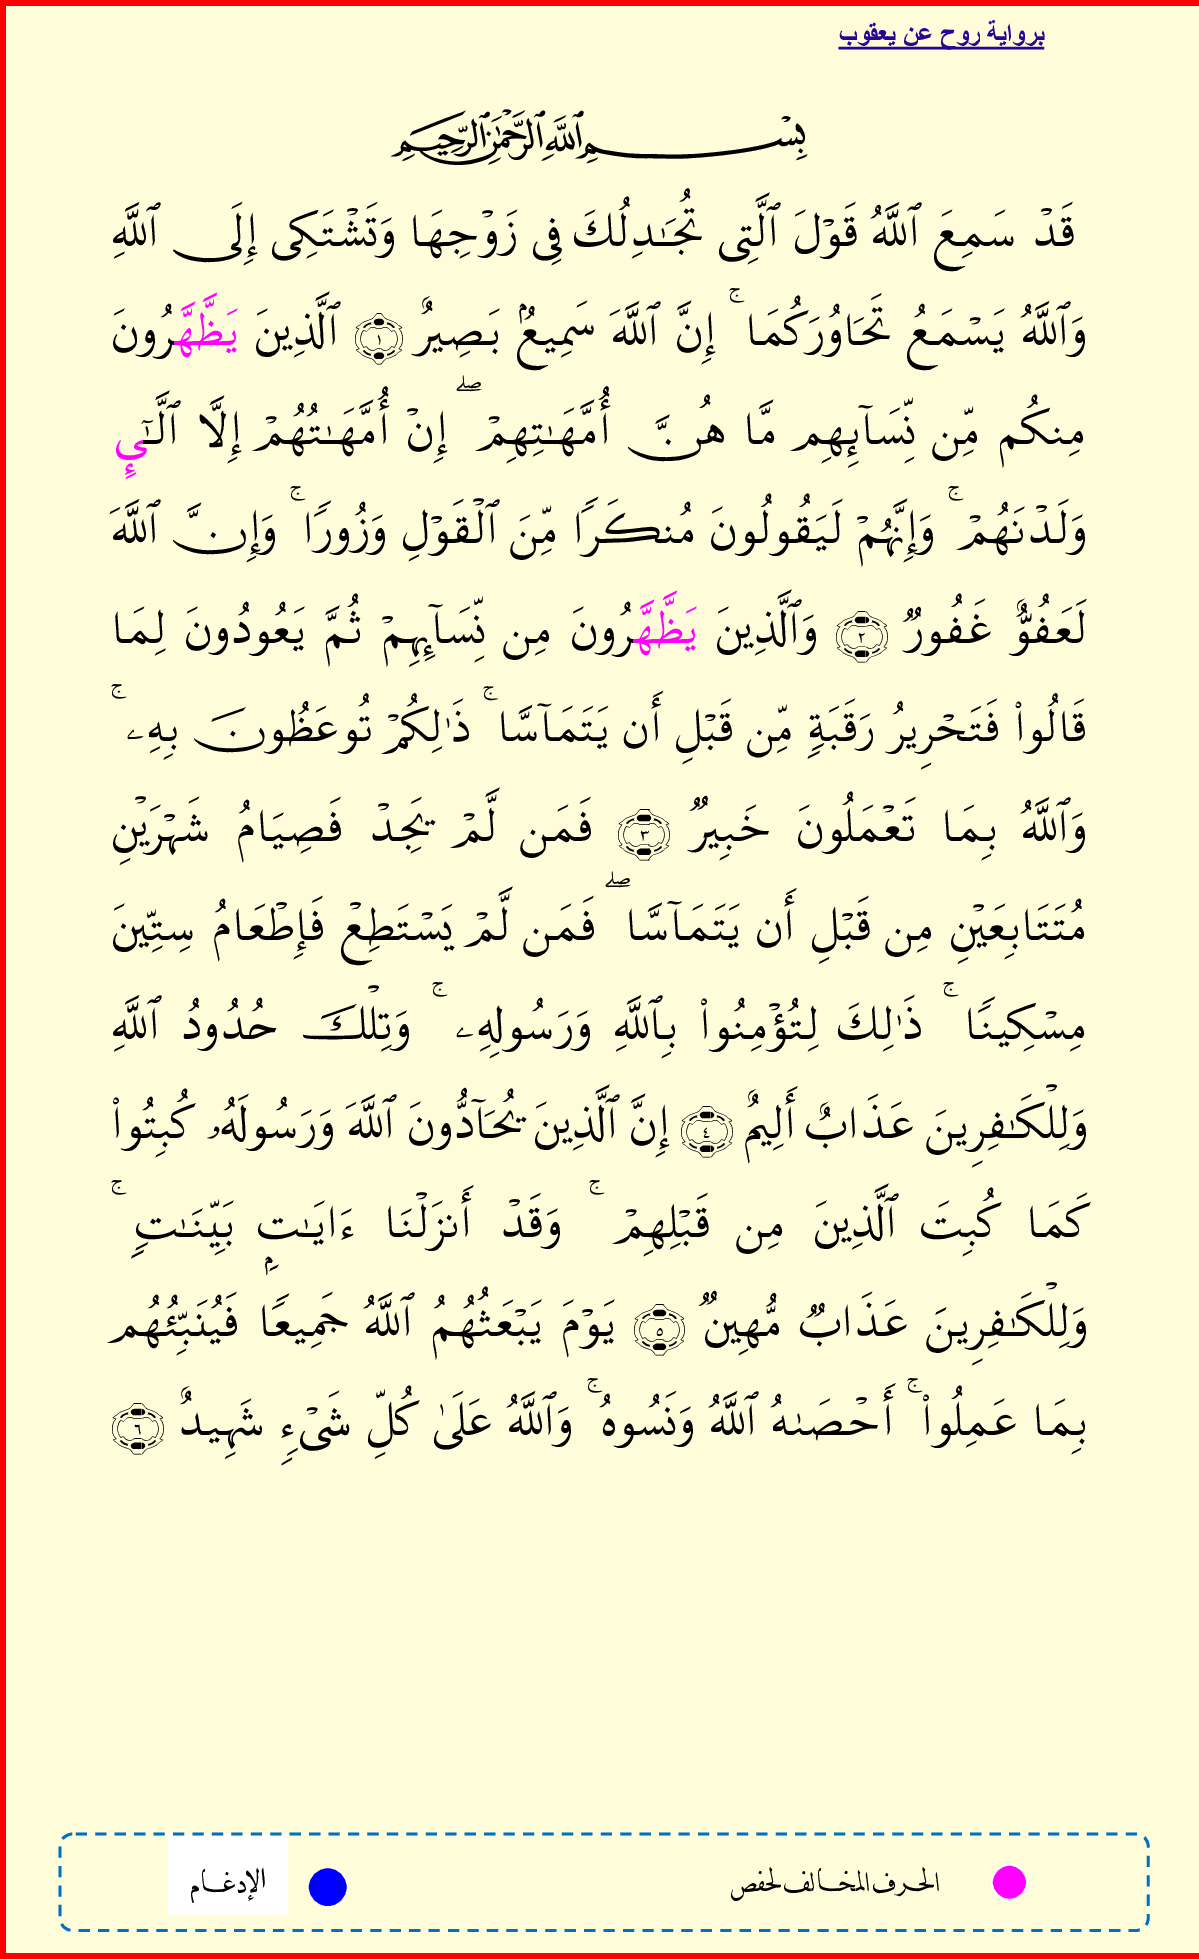 برواية روح عن يعقوب
بِسْمِ ٱللَّهِ ٱلرَّحْمَٰنِ ٱلرَّحِيمِ
قَدْ سَمِعَ ٱللَّهُ قَوْلَ ٱلَّتِى تُجَٰدِلُكَ فِى زَوْجِهَا وَتَشْتَكِى إِلَى ٱللَّهِ
وَٱللَّهُ يَسْمَعُ تَحَاوُرَكُمَا ۚ إِنَّ ٱللَّهَ سَمِيعٌۢ بَصِيرٌ ١ ٱلَّذِينَ يَظَّهَّرُونَ
مِنكُم مِّن نِّسَآئِهِم مَّا هُنَّ أُمَّهَٰتِهِمْ ۖ إِنْ أُمَّهَٰتُهُمْ إِلَّا ٱلَّٰٓىِٕ
وَلَدْنَهُمْ ۚ وَإِنَّهُمْ لَيَقُولُونَ مُنكَرًا مِّنَ ٱلْقَوْلِ وَزُورًا ۚ وَإِنَّ ٱللَّهَ
لَعَفُوٌّ غَفُورٌ ٢ وَٱلَّذِينَ يَظَّهَّرُونَ مِن نِّسَآئِهِمْ ثُمَّ يَعُودُونَ لِمَا
قَالُوا۟ فَتَحْرِيرُ رَقَبَةٍ مِّن قَبْلِ أَن يَتَمَآسَّا ۚ ذَٰلِكُمْ تُوعَظُونَ بِهِۦ ۚ
وَٱللَّهُ بِمَا تَعْمَلُونَ خَبِيرٌ ٣ فَمَن لَّمْ يَجِدْ فَصِيَامُ شَهْرَيْنِ
مُتَتَابِعَيْنِ مِن قَبْلِ أَن يَتَمَآسَّا ۖ فَمَن لَّمْ يَسْتَطِعْ فَإِطْعَامُ سِتِّينَ
مِسْكِينًا ۚ ذَٰلِكَ لِتُؤْمِنُوا۟ بِٱللَّهِ وَرَسُولِهِۦ ۚ وَتِلْكَ حُدُودُ ٱللَّهِ
وَلِلْكَٰفِرِينَ عَذَابٌ أَلِيمٌ ٤ إِنَّ ٱلَّذِينَ يُحَآدُّونَ ٱللَّهَ وَرَسُولَهُۥ كُبِتُوا۟
كَمَا كُبِتَ ٱلَّذِينَ مِن قَبْلِهِمْ ۚ وَقَدْ أَنزَلْنَا ءَايَٰتٍۭ بَيِّنَٰتٍ ۚ
وَلِلْكَٰفِرِينَ عَذَابٌ مُّهِينٌ ٥ يَوْمَ يَبْعَثُهُمُ ٱللَّهُ جَمِيعًا فَيُنَبِّئُهُم
بِمَا عَمِلُوا۟ ۚ أَحْصَىٰهُ ٱللَّهُ وَنَسُوهُ ۚ وَٱللَّهُ عَلَىٰ كُلِّ شَىْءٍ شَهِيدٌ ٦
الحرف المخالف لحفص
الإدغام